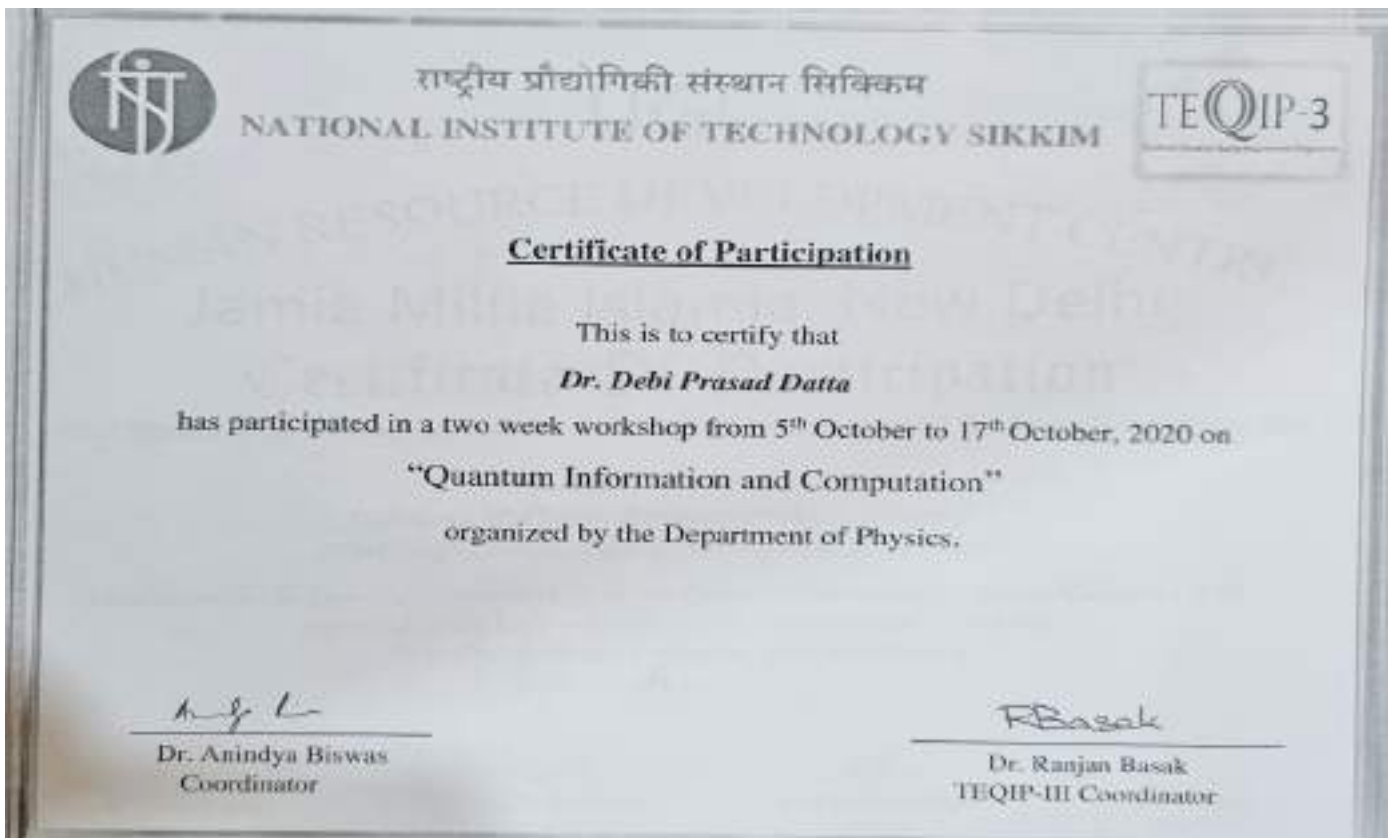 राष्ट्रीय प्रौद्योगिकी संस्थान सिक्किम
NATIONAL INSTITUTE OF TECHNOLOGY SIKKIM
TEQIP-3
Certificate of Participation
This is to certify that
Dr. Debi Prasad Datta
has participated in a two week workshop from 5th October to 17th October, 2020 on
“Quantum Information and Computation”
organized by the Department of Physics.
RBasak
Dr. Anindya Biswas
Coordinator
Dr. Ranjan Basak
TEQIP-III Coordinator